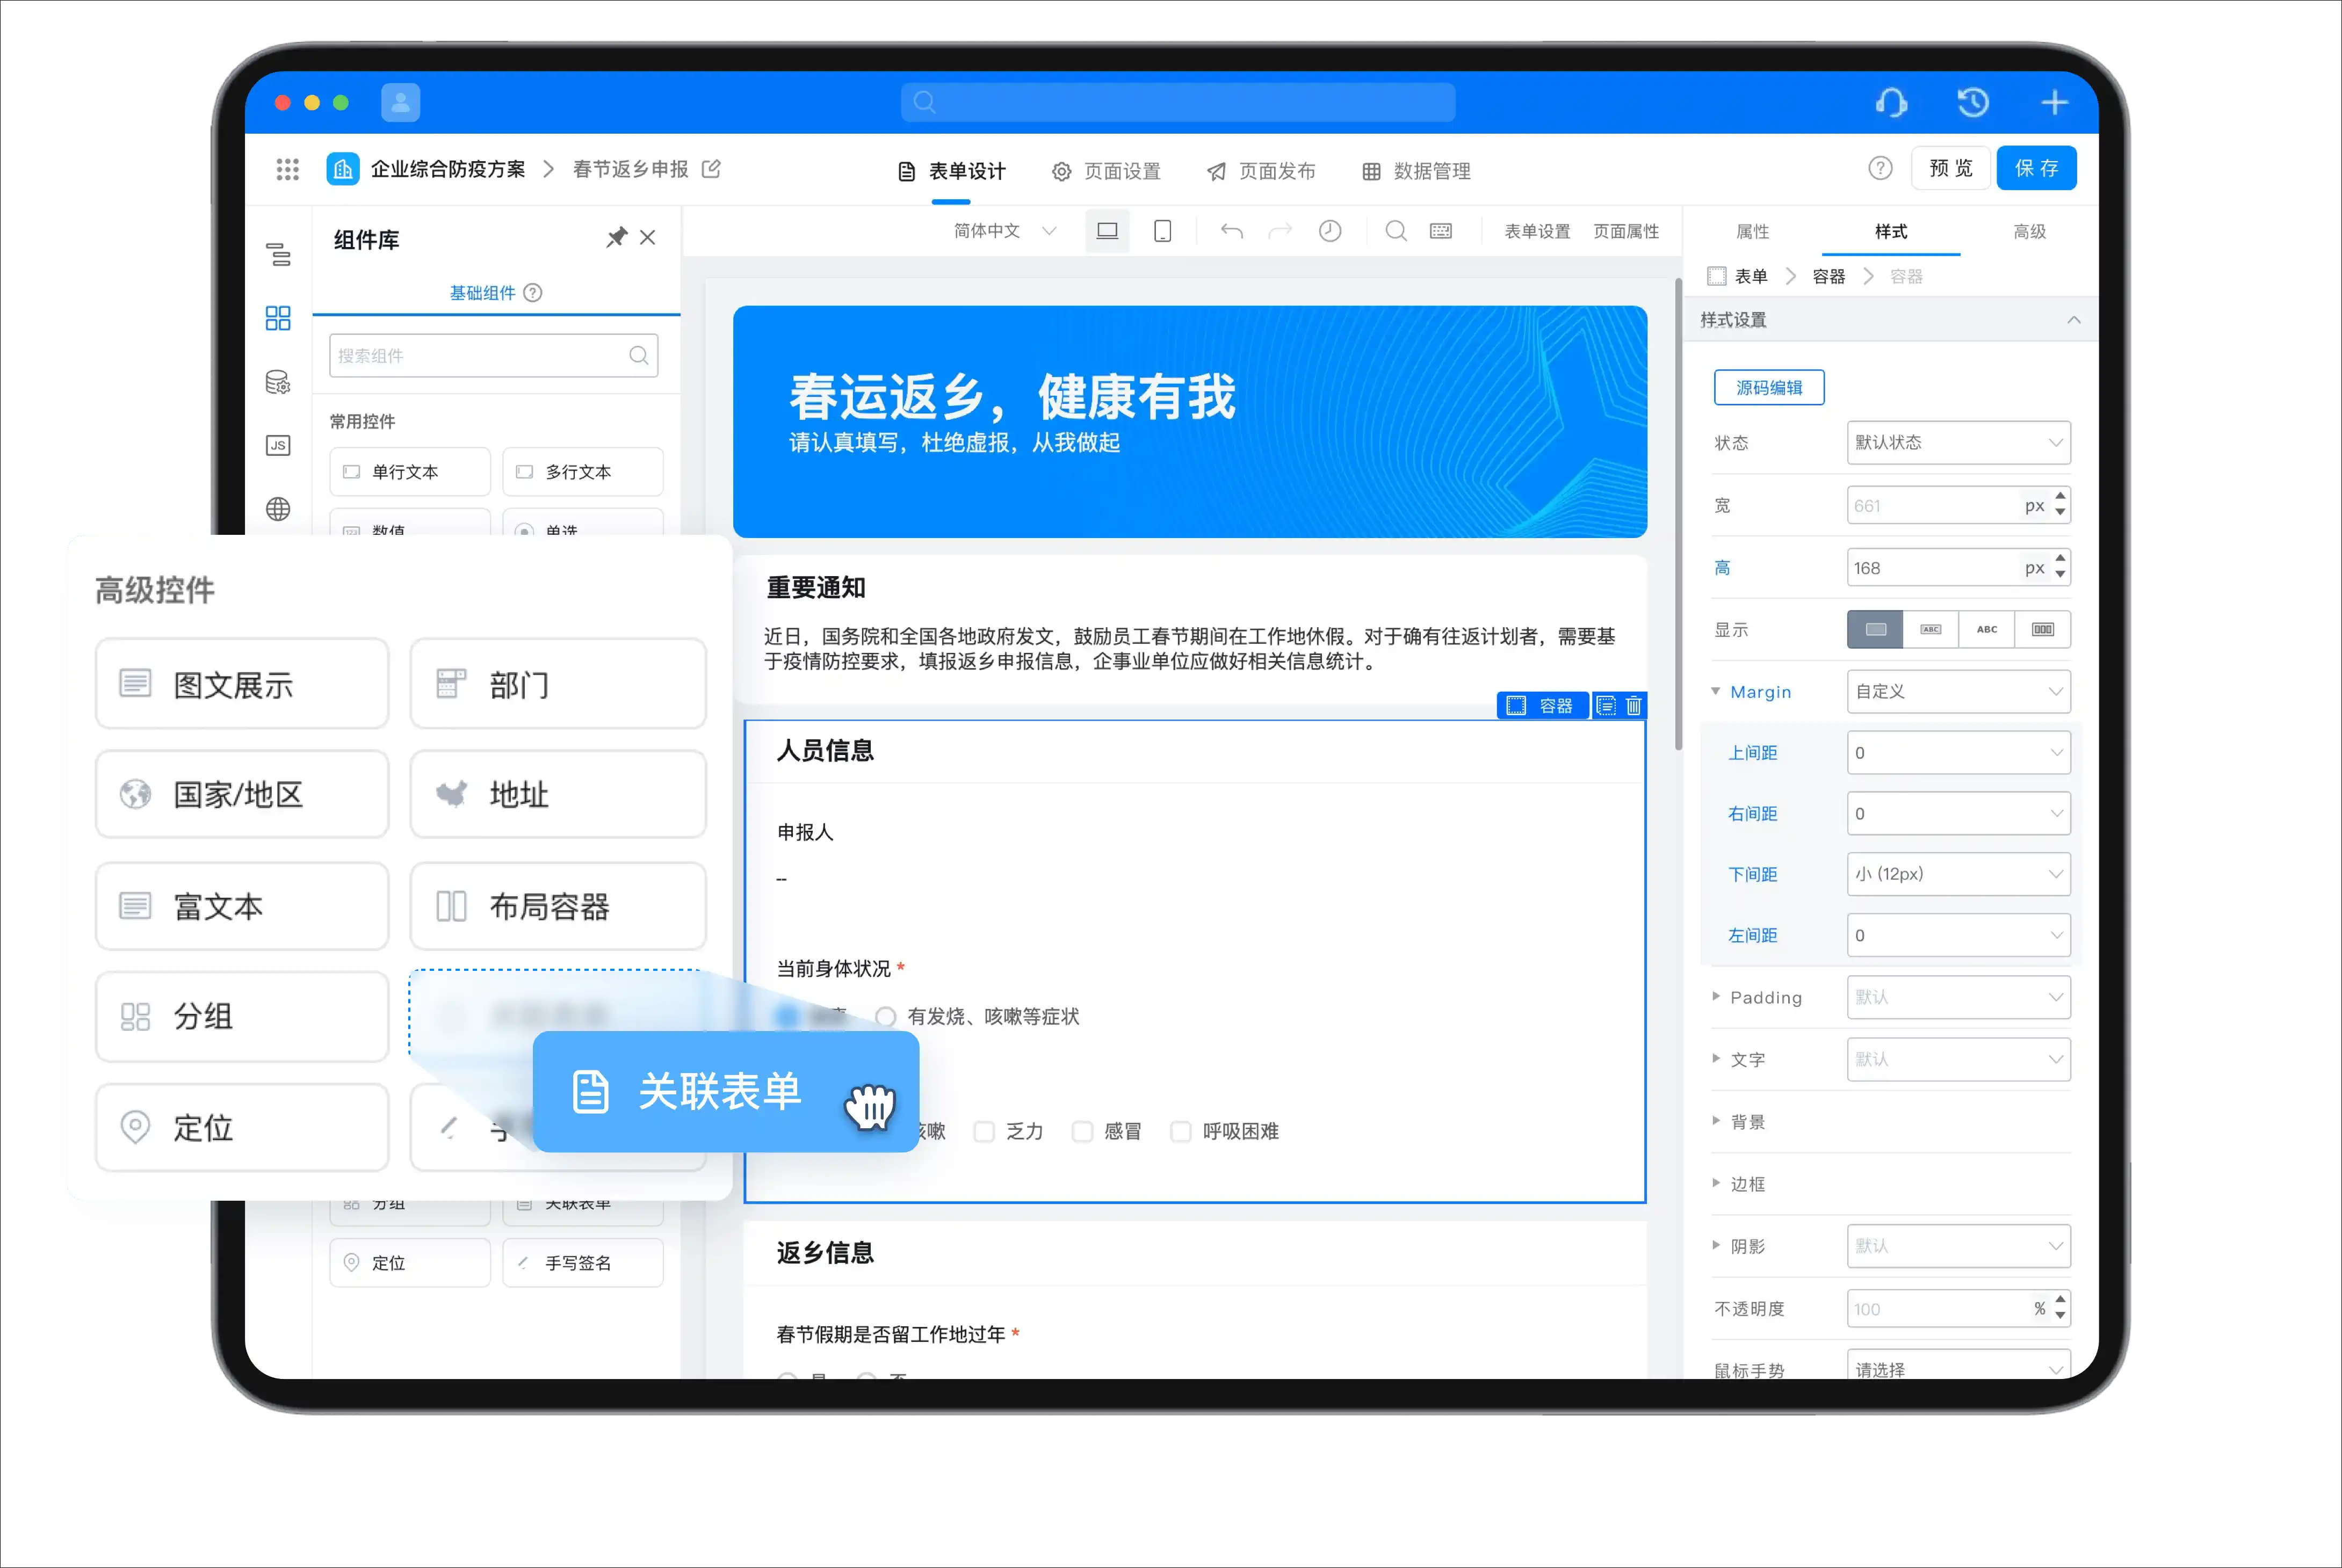 企业综合防疫方案 > 春节返乡申报
表单设计 页面设置 页面发布 数据管理
预 览 保 存
组件库
基础组件
搜索组件
常用控件
JS
单行文本 多行文本
数值 单选
高级控件
图文展示 部门
国家/地区 地址
富文本 布局容器
分组
定位
关联表单
分组 关联表单
定位 手写签名
简体中文 表单设置 页面属性
春运返乡，健康有我
请认真填写，杜绝虚报，从我做起
重要通知
近日，国务院和全国各地政府发文，鼓励员工春节期间在工作地休假。对于确有往返计划者，需要基
于疫情防控要求，填报返乡申报信息，企事业单位应做好相关信息统计。
容器
人员信息
申报人
--
当前身体状况 *
有发烧、咳嗽等症状
咳嗽 乏力 感冒 呼吸困难
返乡信息
春节假期是否留工作地过年 *
是 否
属性 样式 高级
表单 > 容器 > 容器
样式设置
源码编辑
状态 默认状态
宽 661 px
高 168 px
显示 ABC ABC
Margin 自定义
上间距 0
右间距 0
下间距 小 (12px)
左间距 0
Padding 默认
文字 默认
背景
边框
阴影 默认
不透明度 100 %
鼠标手势 请选择